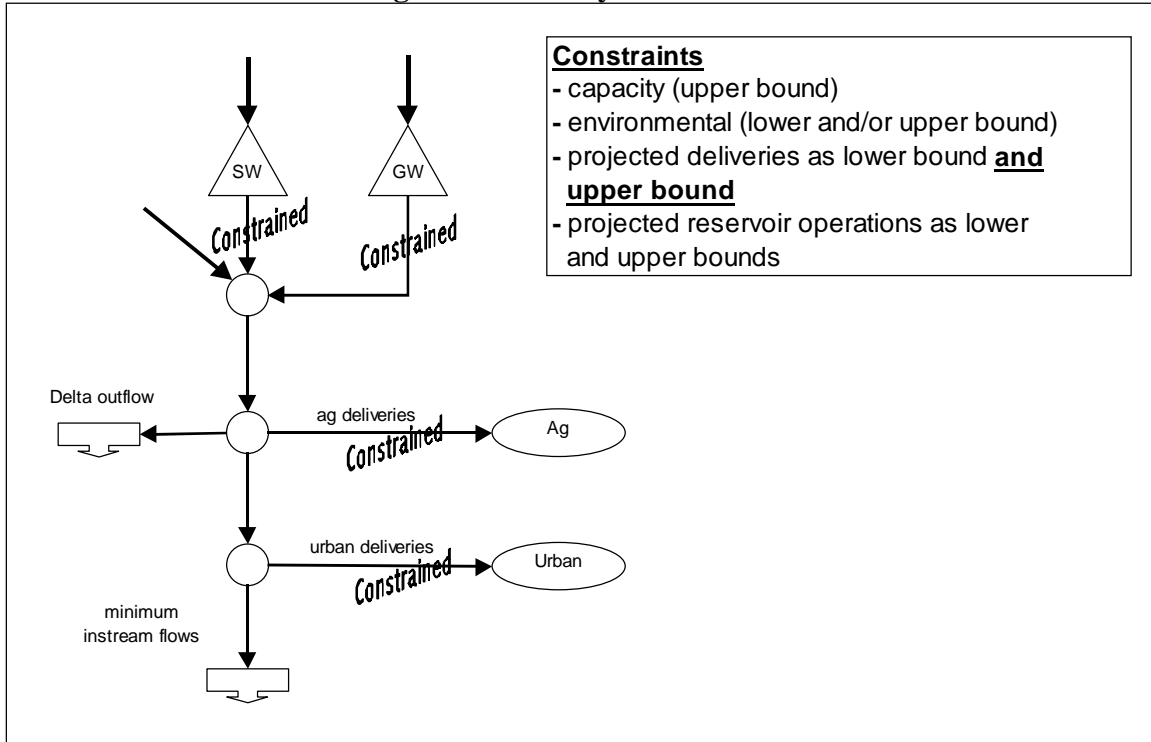 Constraints
- capacity (upper bound)
- environmental (lower and/or upper bound)
- projected deliveries as lower bound and
upper bound
- projected reservoir operations as lower
and upper bounds
SW
GW
Constrained
Constrained
Delta outflow
ag deliveries
Constrained
Ag
urban deliveries
Constrained
Urban
minimum
instream flows